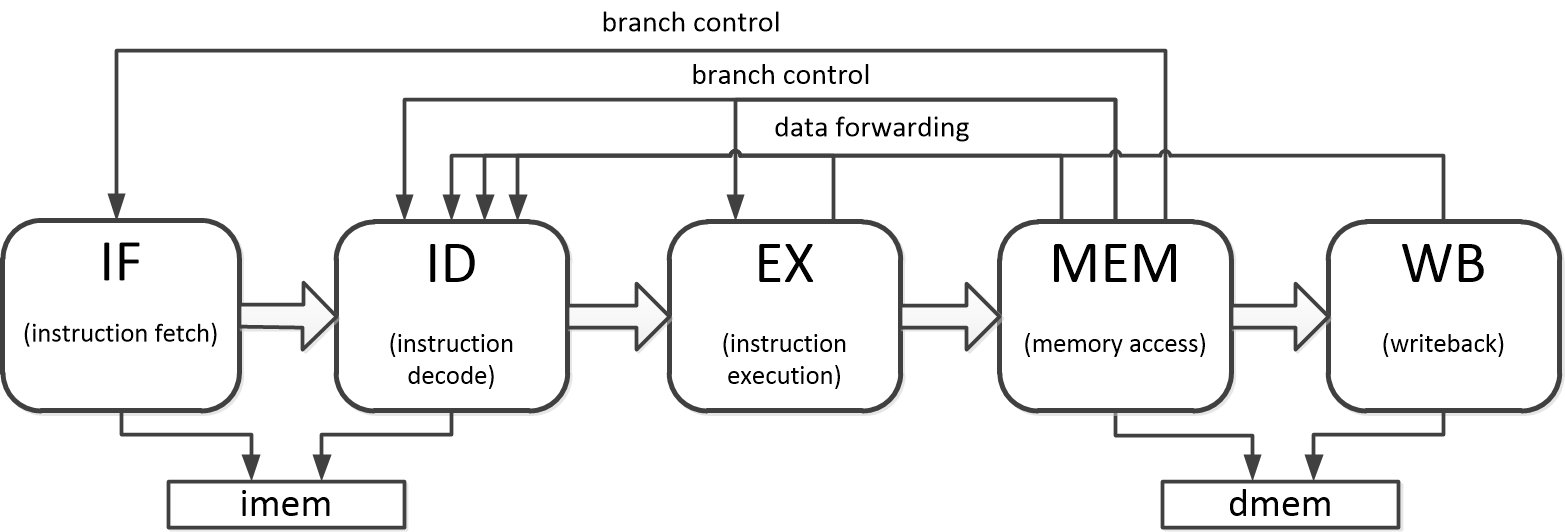 branch control
branch control
data forwarding
IF
(instruction fetch)
ID
(instruction
decode)
EX
(instruction
execution)
MEM
(memory access)
WB
(writeback)
imem
dmem